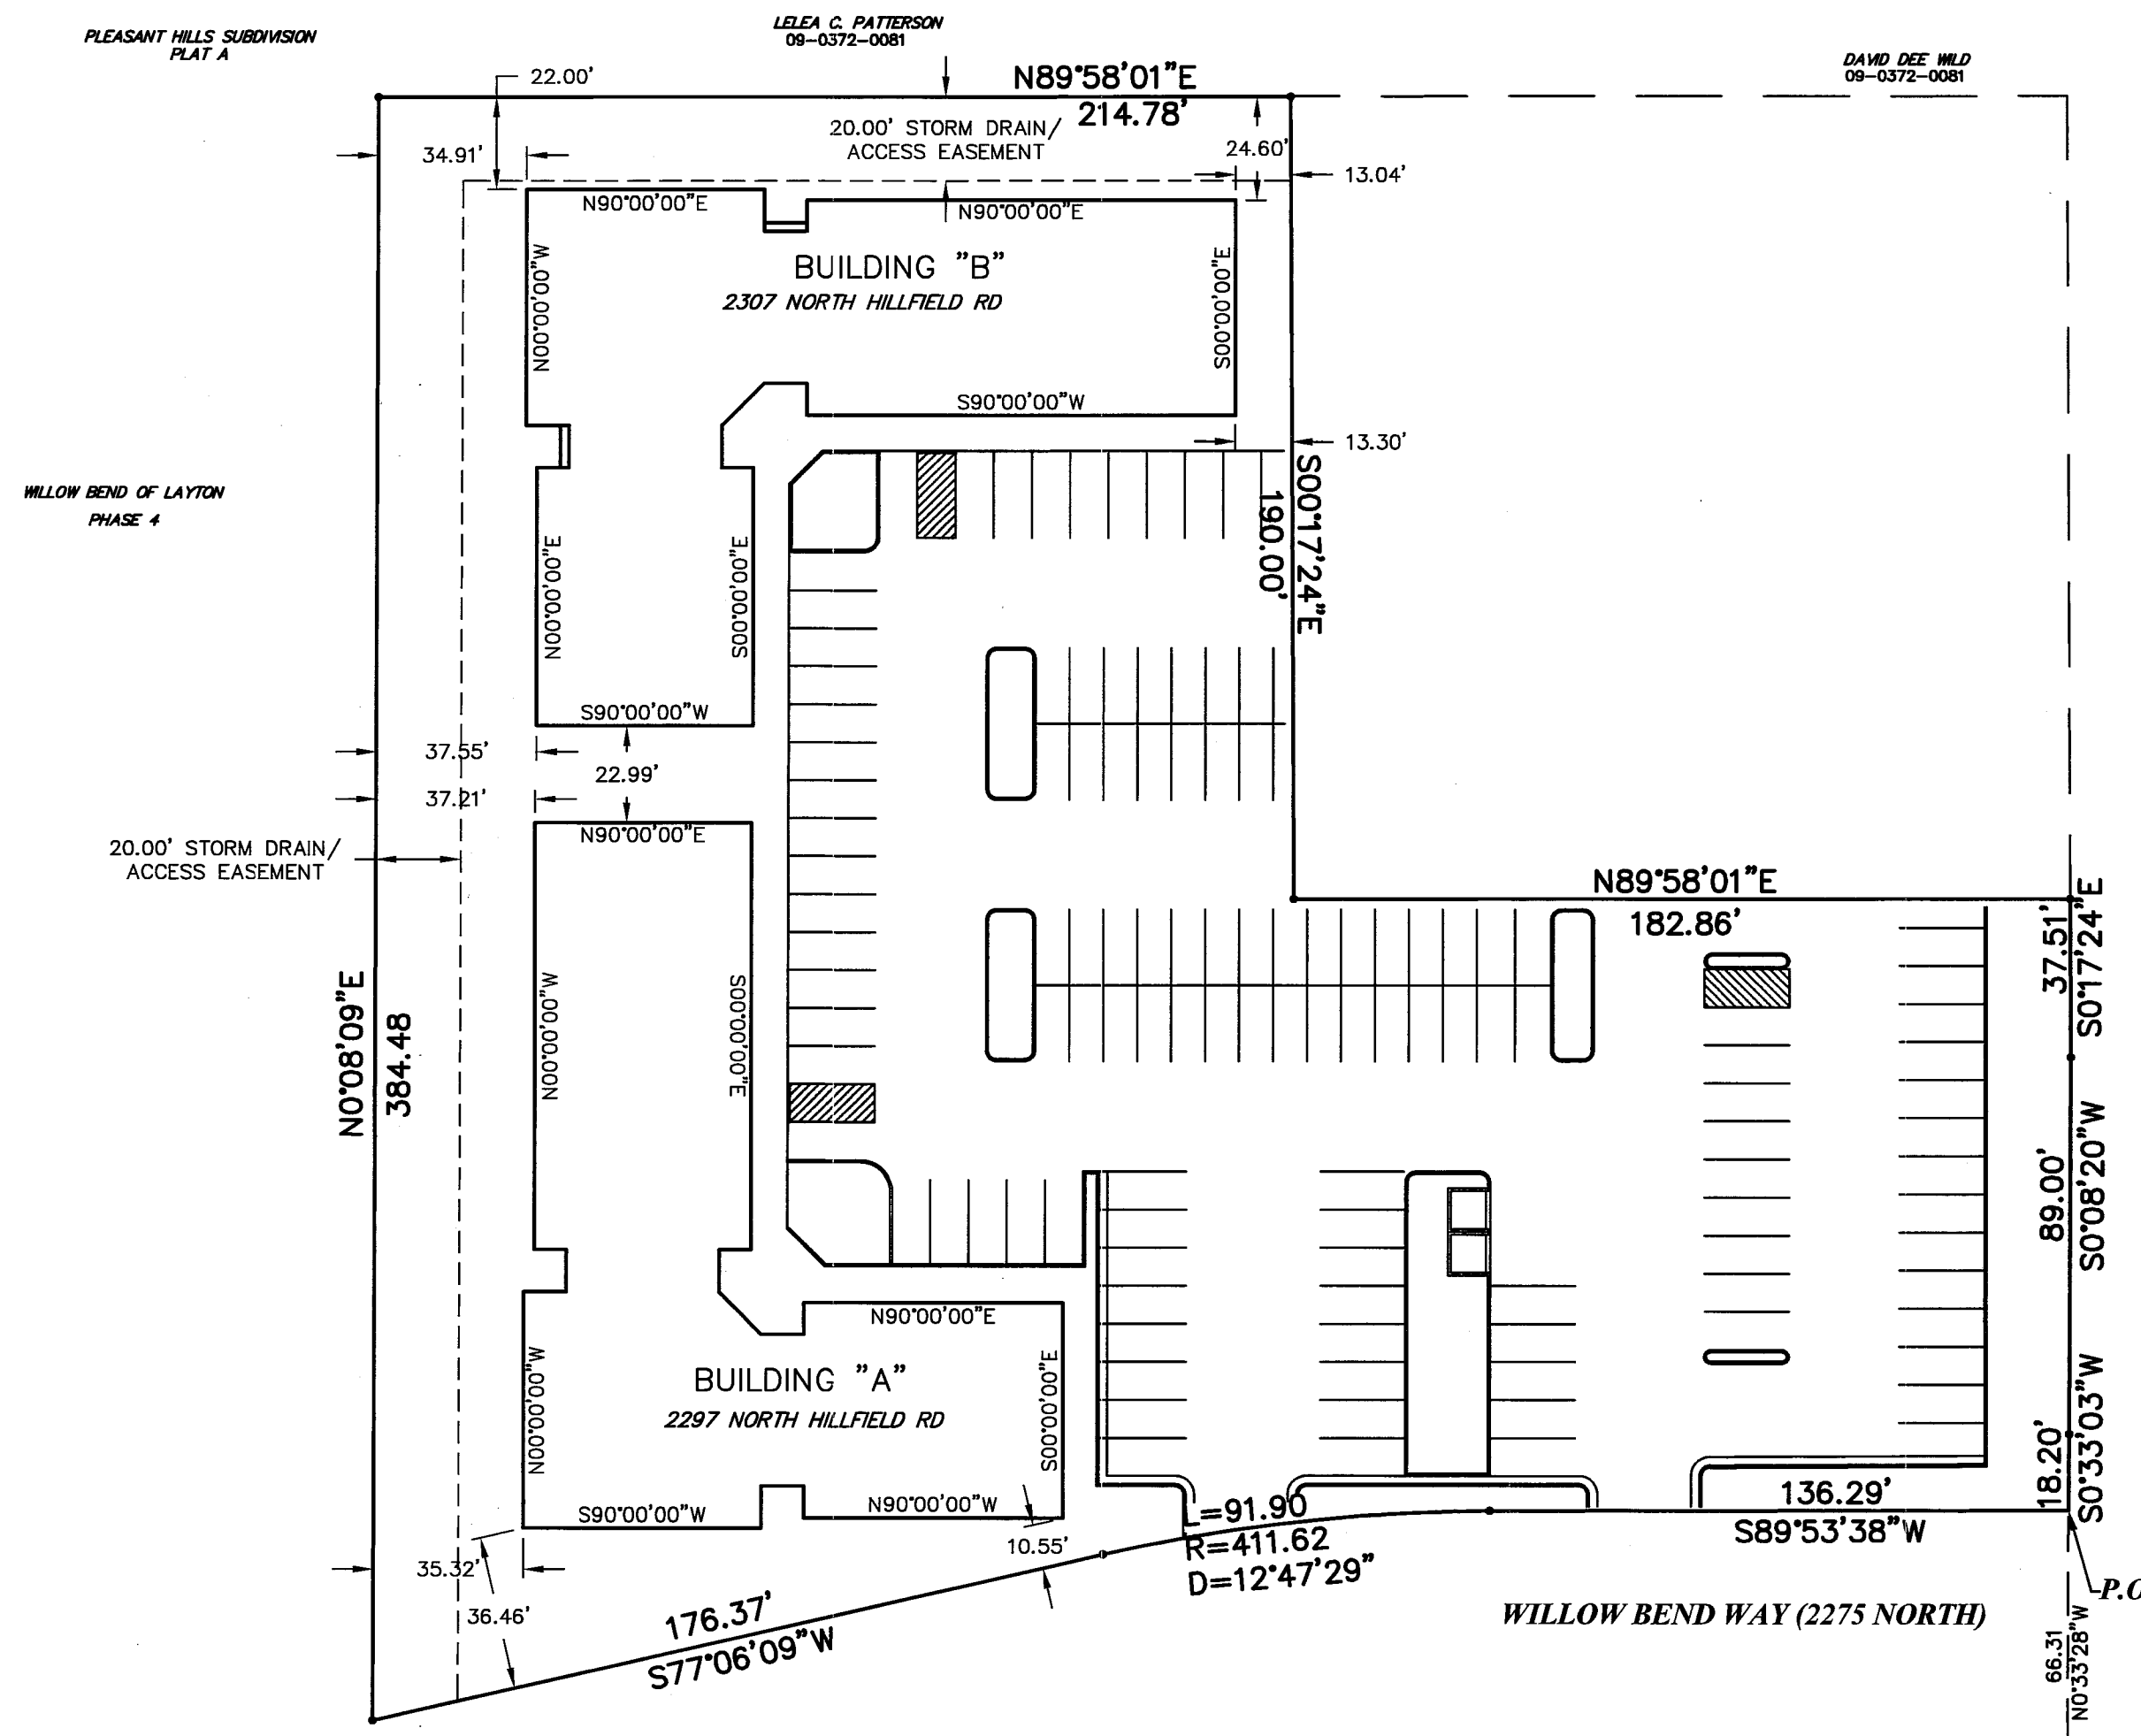 PLEASANT HILLS SUBDIVISION
PLAT A
LELEA C. PATTERSON
09-0372-0081
DAVID DEE WILD
09-0372-0081
22.00'
N89°58'01"E
214.78'
20.00' STORM DRAIN/
ACCESS EASEMENT
34.91'
24.60'
13.04'
N90°00'00"E
N90°00'00"E
N00°00'00"W
BUILDING "B"
2307 NORTH HILLFIELD RD
S00°00'00"E
S90°00'00"W
13.30'
S00°17'24"E
190.00'
WILLOW BEND OF LAYTON
PHASE 4
N00°00'00"E
S00°00'00"E
S90°00'00"W
37.55'
22.99'
37.21'
N90°00'00"E
20.00' STORM DRAIN/
ACCESS EASEMENT
N89°58'01"E
182.86'
37.51'
S0°17'24"E
N0°08'09"E
384.48
N00°00'00"W
S00°00'00"E
89.00'
S0°08'20"W
N90°00'00"E
BUILDING "A"
2297 NORTH HILLFIELD RD
N00°00'00"W
S00°00'00"E
18.20'
S0°33'03"W
S90°00'00"W
N90°00'00"W
10.55'
L=91.90
R=411.62
D=12°47'29"
136.29'
S89°53'38"W
35.32'
36.46'
176.37'
S77°06'09"W
WILLOW BEND WAY (2275 NORTH)
P.O
66.31
N0°33'28"W